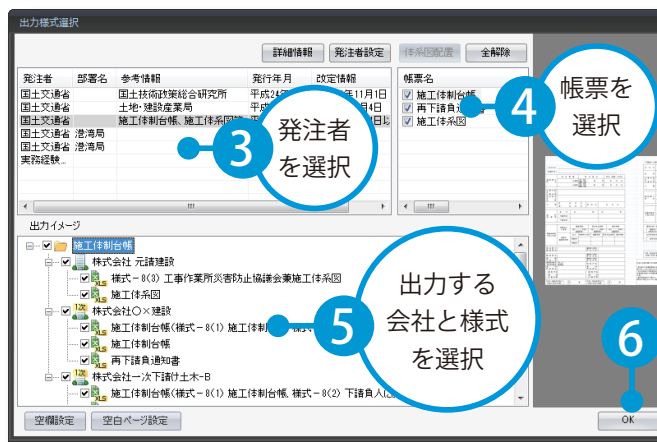 出力様式選択
詳細情報 発注者設定 体系図配置 全解除
発注者 部署名 参考情報 発行年月 改定情報
国土交通省 国土技術政策総合研究所 平成24年 年11月1日
国土交通省 土地・建設産業局 平成 月4日
国土交通省 施工体制台帳、施工体系図等 日以
国土交通省 港湾局
国土交通省 港湾局
実務経験...
帳票名
施工体制台帳
再下請負通知書
施工体系図
3
発注者
を選択
4
帳票を
選択
出力イメージ
施工体制台帳
株式会社 元請建設
様式-8(3) 工事作業所災害防止協議会兼施工体系図
施工体系図
1次 株式会社○×建設
施工体制台帳(様式-8(1) 施工体制
施工体制台帳
再下請負通知書
1次 株式会社一次下請け土木-B
施工体制台帳(様式-8(1) 施工体制台帳、様式-8(2) 下請負人に
5
出力する
会社と様式
を選択
空欄設定 空白ページ設定
6
OK